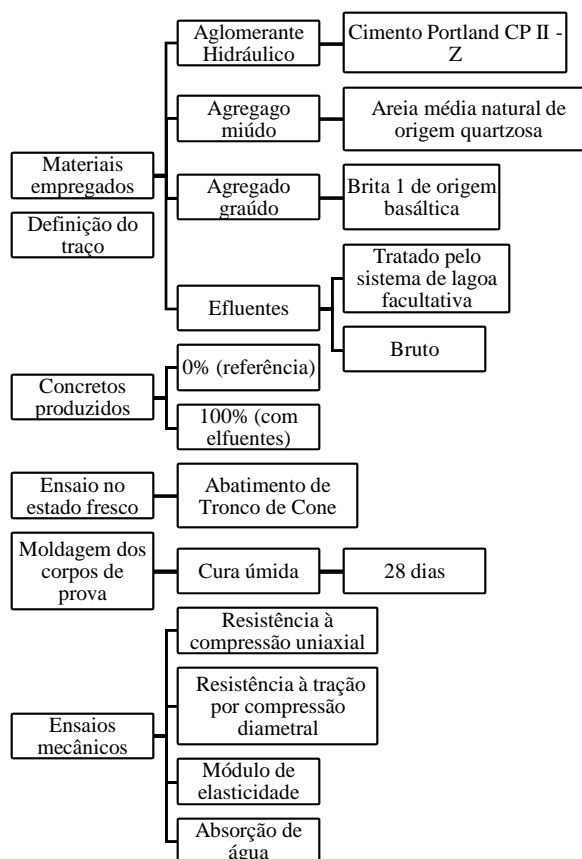 Materiais
empregados
Aglomerante
Hidráulico
Cimento Portland CP II -
Z
Agregago
miúdo
Areia média natural de
origem quartzosa
Agregado
graúdo
Brita 1 de origem
basáltica
Efluentes
Tratado pelo
sistema de lagoa
facultativa
Bruto
Definição do
traço
Concretos
produzidos
0% (referência)
100% (com
elfuentes)
Ensaio no
estado fresco
Abatimento de
Tronco de Cone
Moldagem dos
corpos de
prova
Cura úmida
28 dias
Ensaios
mecânicos
Resistência à
compressão uniaxial
Resistência à tração
por compressão
diametral
Módulo de
elasticidade
Absorção de
água